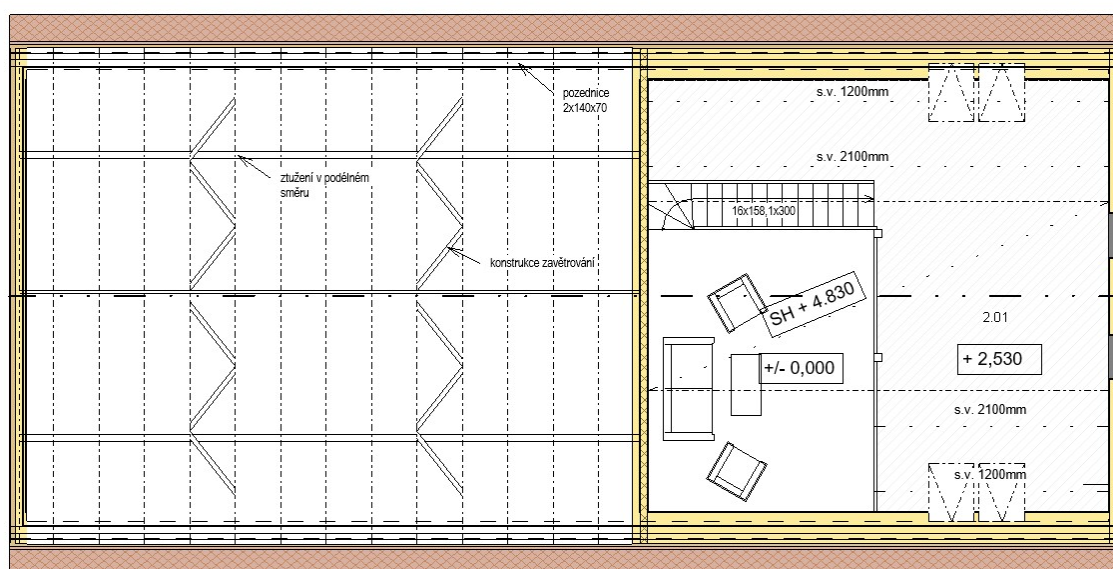 s.v. 1200mm
pozednice
2x140x70
s.v. 2100mm
ztužení v podélném
směru
16x158,1x300
konstrukce zavětrování
SH + 4.830
2.01
+/- 0,000
+ 2,530
s.v. 2100mm
s.v. 1200mm